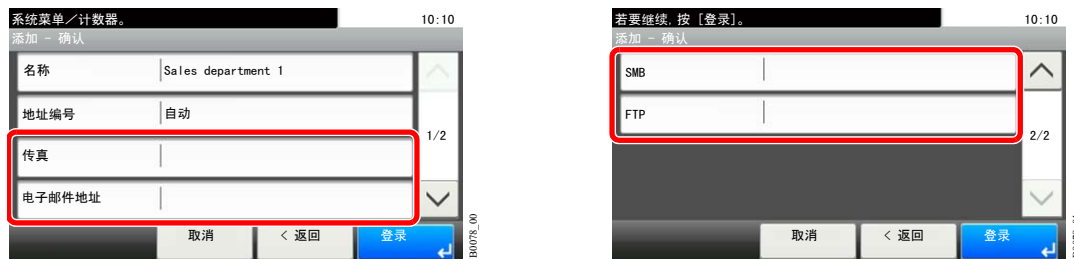 系统菜单／计数器。 10:10
添加 - 确认
名称 Sales department 1
地址编号 自动
传真
电子邮件地址
1/2
取消 < 返回 登录
B0078_00
若要继续, 按 [登录]。 10:10
添加 - 确认
SMB
FTP
2/2
取消 < 返回 登录